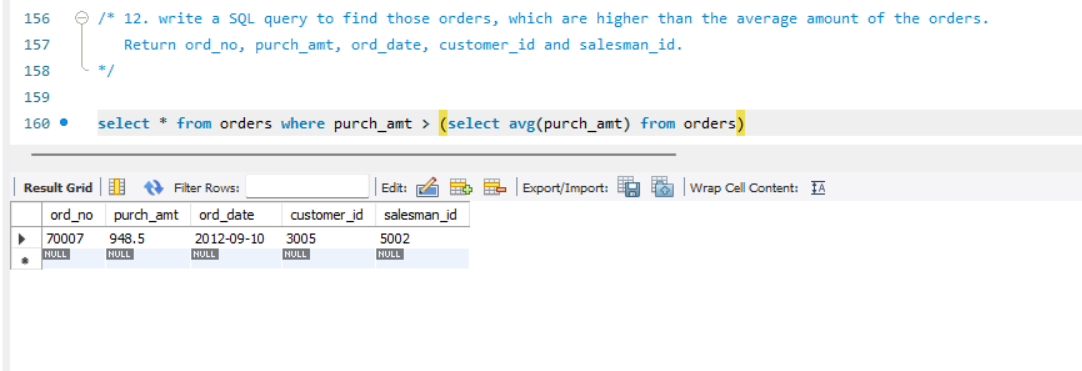 156 /* 12. write a SQL query to find those orders, which are higher than the average amount of the orders.
157 Return ord_no, purch_amt, ord_date, customer_id and salesman_id.
158 */
159
160 select * from orders where purch_amt > (select avg(purch_amt) from orders)
Result Grid Filter Rows: Edit: Export/Import: Wrap Cell Content: IA
ord_no purch_amt ord_date customer_id salesman_id
70007 948.5 2012-09-10 3005 5002
NULL NULL NULL NULL NULL